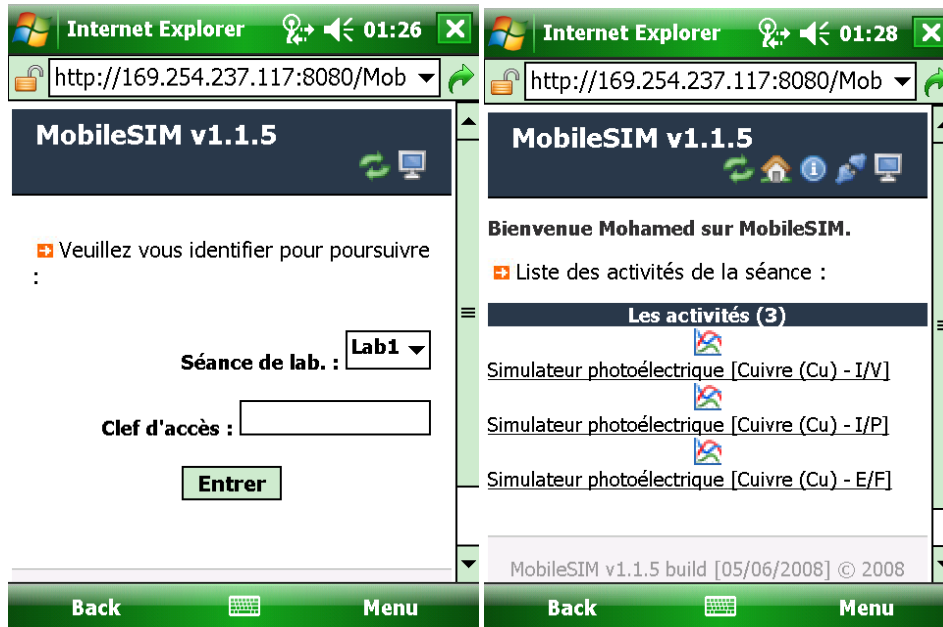 Internet Explorer 01:26
http://169.254.237.117:8080/Mob
MobileSIM v1.1.5
Veuillez vous identifier pour poursuivre
:
Séance de lab. : Lab1
Clef d'accès :
Entrer
Back Menu
Internet Explorer 01:28
http://169.254.237.117:8080/Mob
MobileSIM v1.1.5
Bienvenue Mohamed sur MobileSIM.
Liste des activités de la séance :
Les activités (3)
Simulateur photoélectrique [Cuivre (Cu) - I/V]
Simulateur photoélectrique [Cuivre (Cu) - I/P]
Simulateur photoélectrique [Cuivre (Cu) - E/F]
MobileSIM v1.1.5 build [05/06/2008] © 2008
Back Menu